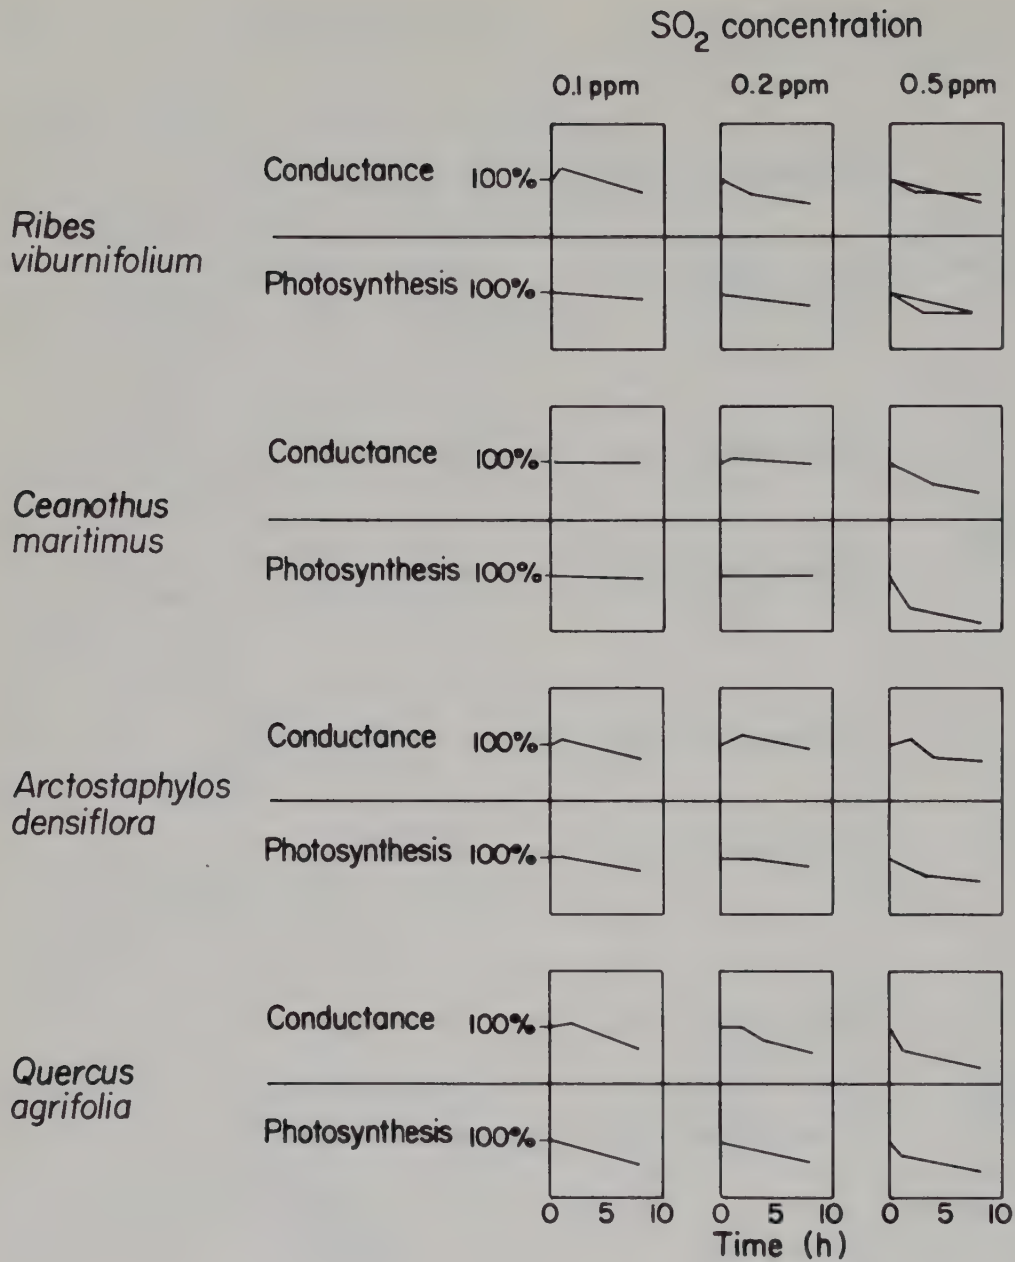 SO₂ concentration
0.1 ppm 0.2 ppm 0.5 ppm
Conductance 100%
Ribes
viburnifolium
Photosynthesis 100%
Conductance 100%
Ceanothus
maritimus
Photosynthesis 100%
Conductance 100%
Arctostaphylos
densiflora
Photosynthesis 100%
Conductance 100%
Quercus
agrifolia
Photosynthesis 100%
0 5 10 0 5 10 0 5 10
Time (h)